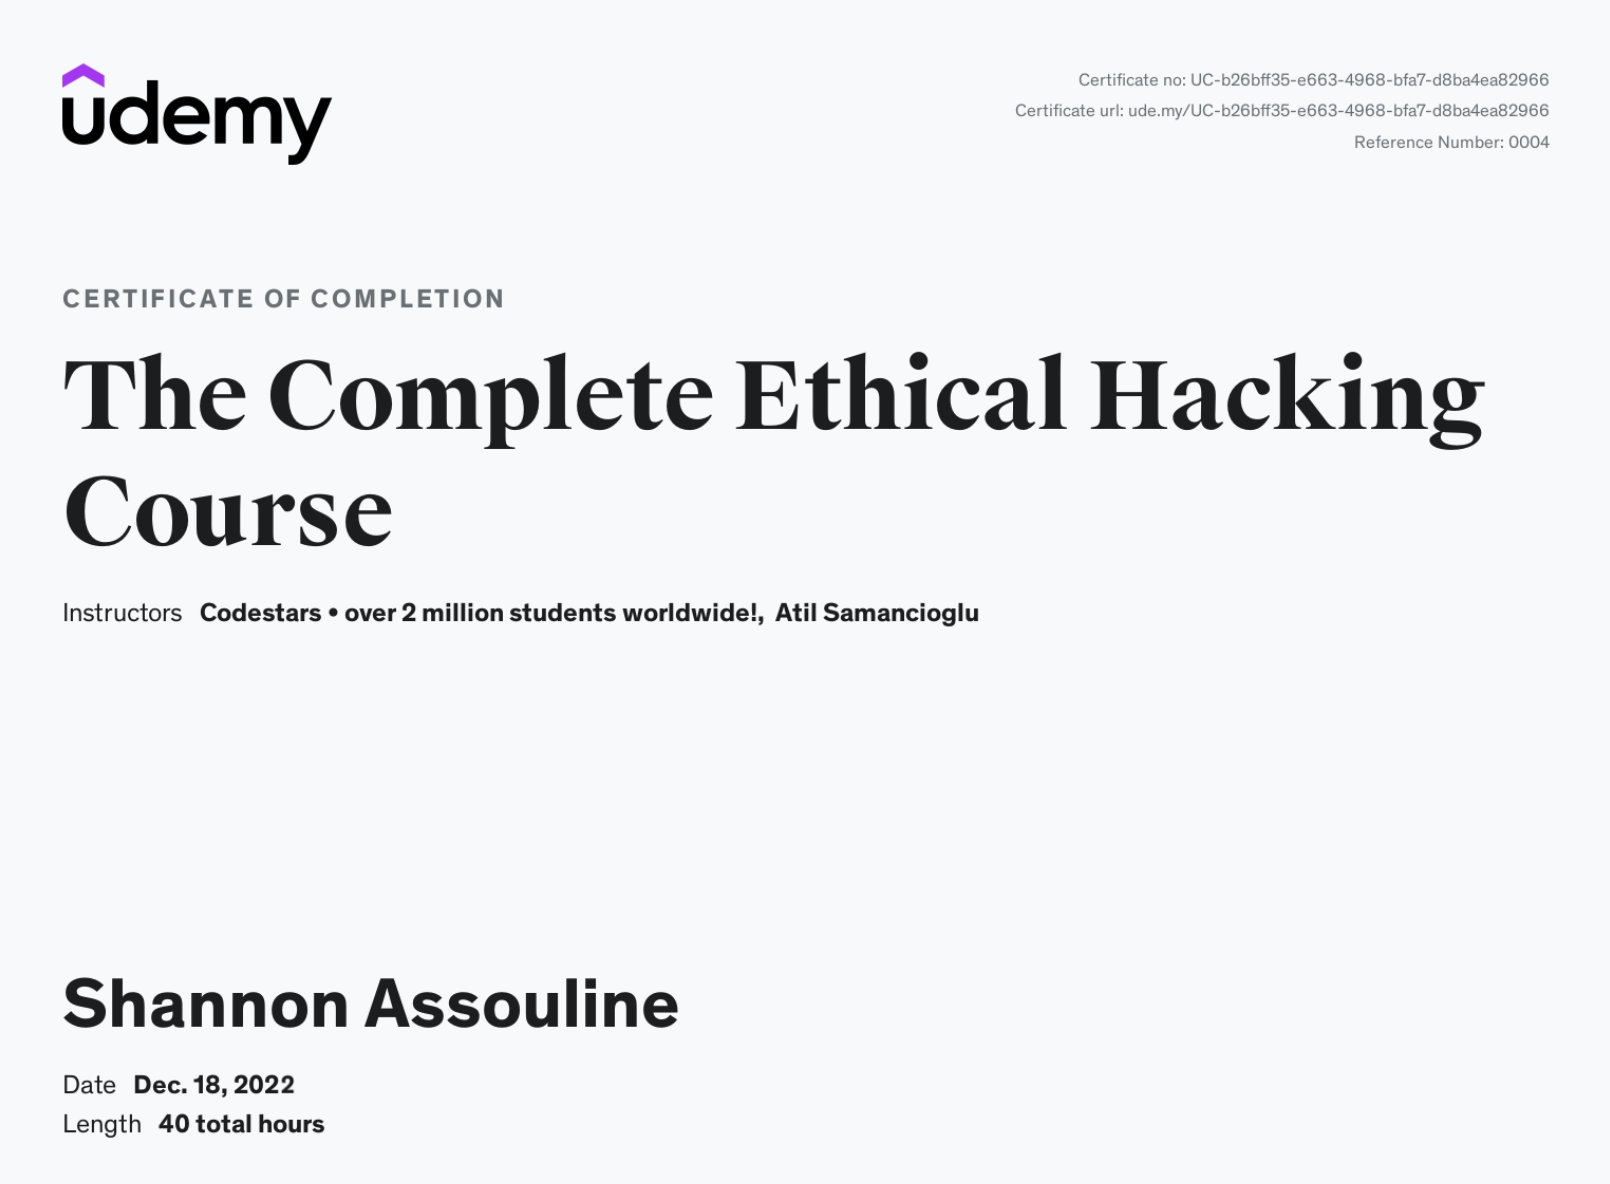 udemy
Certificate no: UC-b26bff35-e663-4968-bfa7-d8ba4ea82966
Certificate url: ude.my/UC-b26bff35-e663-4968-bfa7-d8ba4ea82966
Reference Number: 0004
CERTIFICATE OF COMPLETION
The Complete Ethical Hacking
Course
Instructors Codestars • over 2 million students worldwide!, Atil Samancioglu
Shannon Assouline
Date Dec. 18, 2022
Length 40 total hours